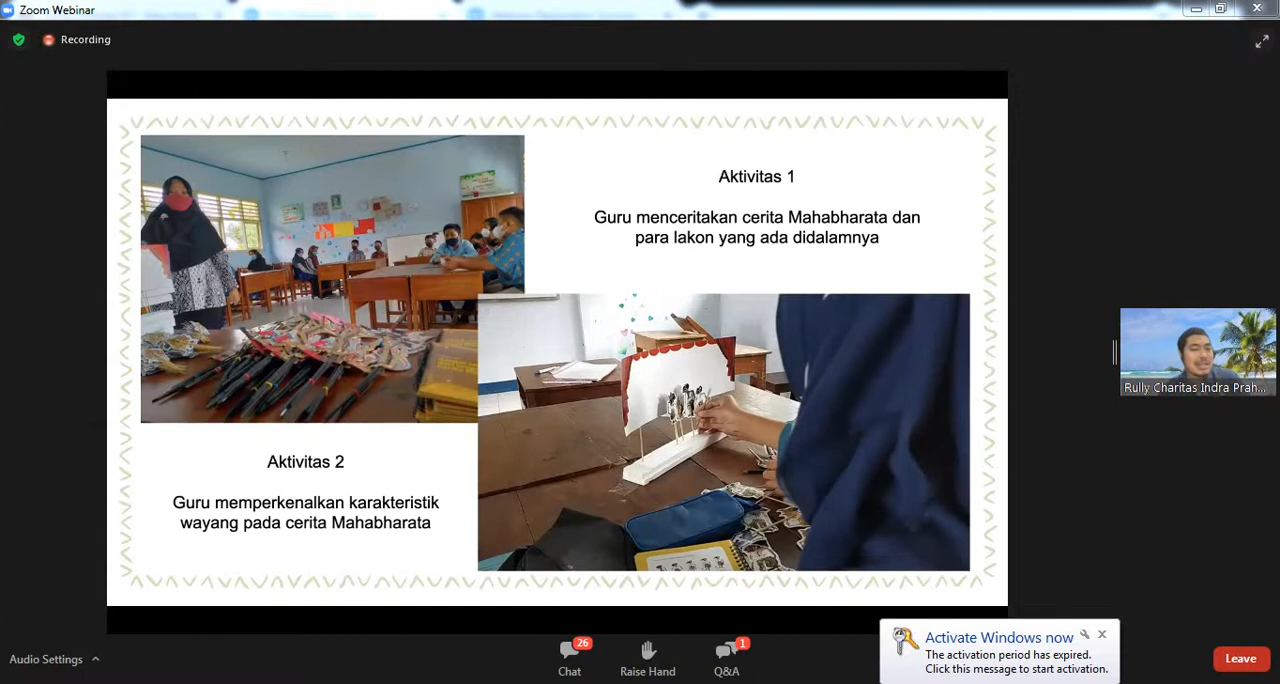 Zoom Webinar
Recording
Aktivitas 1
Guru menceritakan cerita Mahabharata dan
para lakon yang ada didalamnya
Aktivitas 2
Guru memperkenalkan karakteristik
wayang pada cerita Mahabharata
Rully Charitas Indra Prah...
Audio Settings
26
Chat
Raise Hand
1
Q&A
Activate Windows now
The activation period has expired.
Click this message to start activation.
Leave